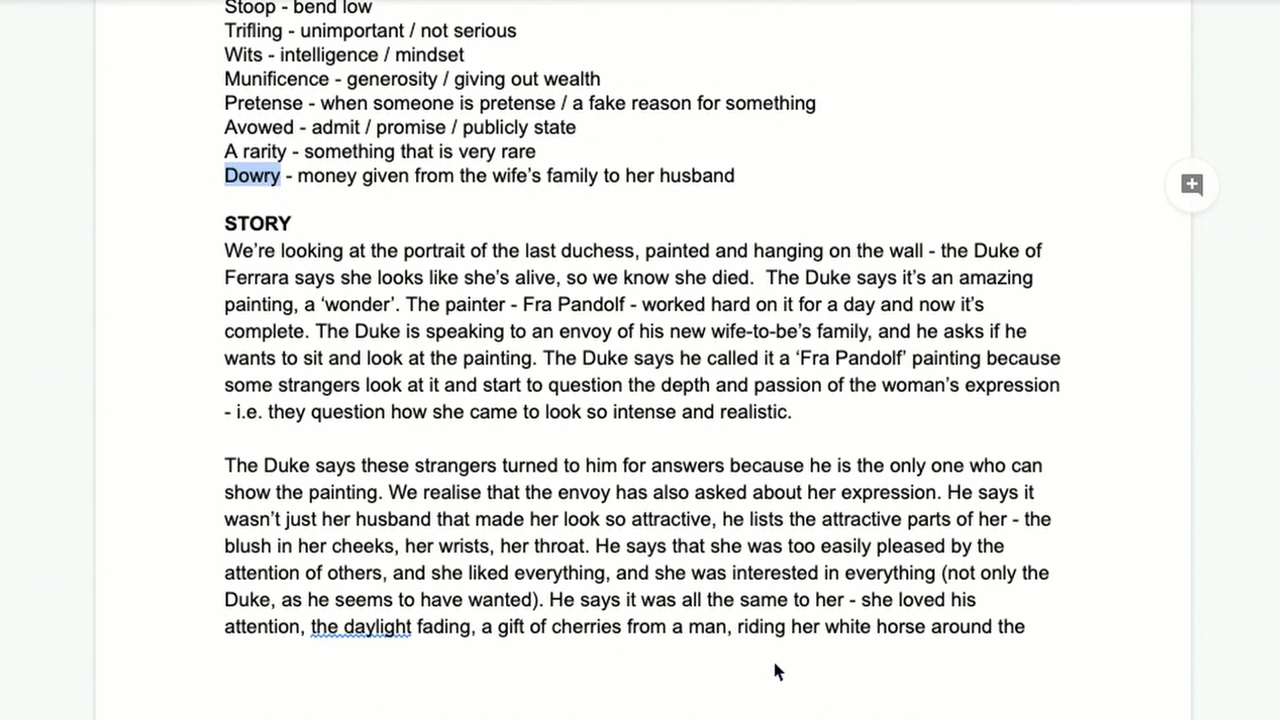 Stoop - bend low
Trifling - unimportant / not serious
Wits - intelligence / mindset
Munificence - generosity / giving out wealth
Pretense - when someone is pretense / a fake reason for something
Avowed - admit / promise / publicly state
A rarity - something that is very rare
Dowry - money given from the wife’s family to her husband
STORY
We’re looking at the portrait of the last duchess, painted and hanging on the wall - the Duke of
Ferrara says she looks like she’s alive, so we know she died.  The Duke says it’s an amazing
painting, a ‘wonder’. The painter - Fra Pandolf - worked hard on it for a day and now it’s
complete. The Duke is speaking to an envoy of his new wife-to-be’s family, and he asks if he
wants to sit and look at the painting. The Duke says he called it a ‘Fra Pandolf’ painting because
some strangers look at it and start to question the depth and passion of the woman’s expression
- i.e. they question how she came to look so intense and realistic.
The Duke says these strangers turned to him for answers because he is the only one who can
show the painting. We realise that the envoy has also asked about her expression. He says it
wasn’t just her husband that made her look so attractive, he lists the attractive parts of her - the
blush in her cheeks, her wrists, her throat. He says that she was too easily pleased by the
attention of others, and she liked everything, and she was interested in everything (not only the
Duke, as he seems to have wanted). He says it was all the same to her - she loved his
attention, the daylight fading, a gift of cherries from a man, riding her white horse around the